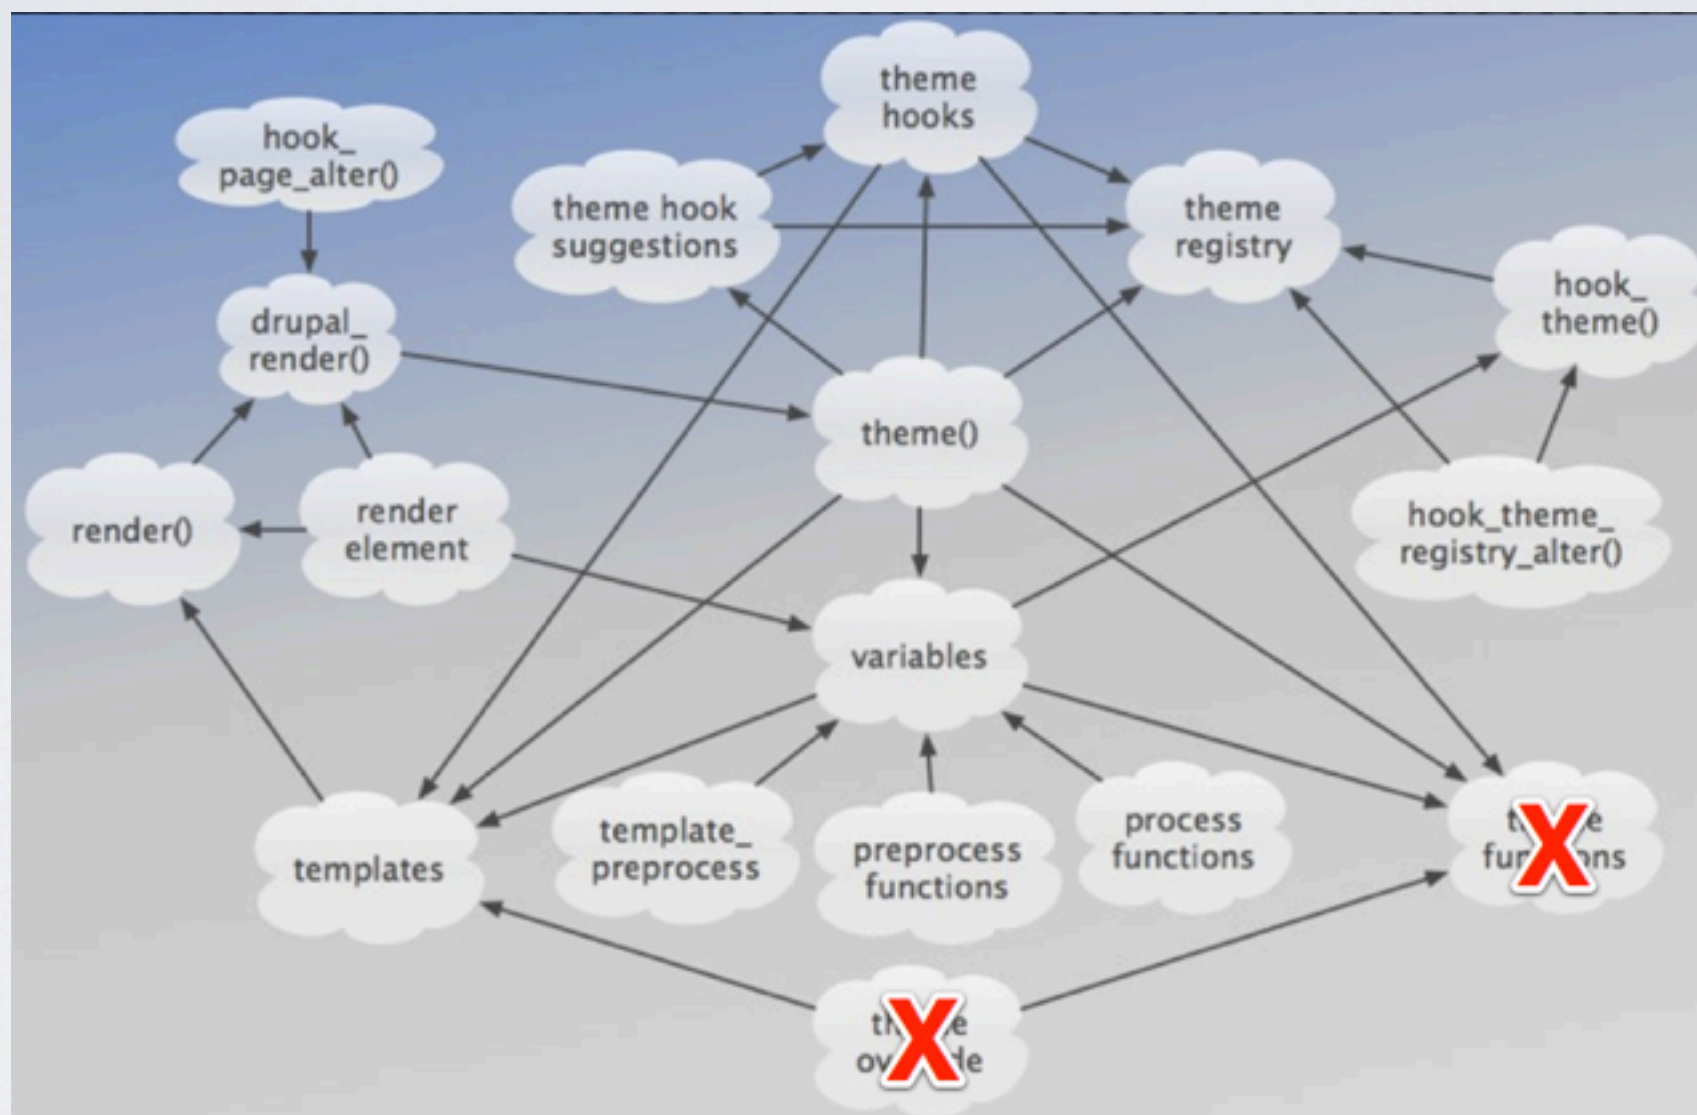 theme
hooks
hook_
page_alter()
theme hook
suggestions
theme
registry
hook_
theme()
drupal_
render()
theme()
render()
render
element
hook_theme_
registry_alter()
variables
templates
template_
preprocess
preprocess
functions
process
functions
X
X